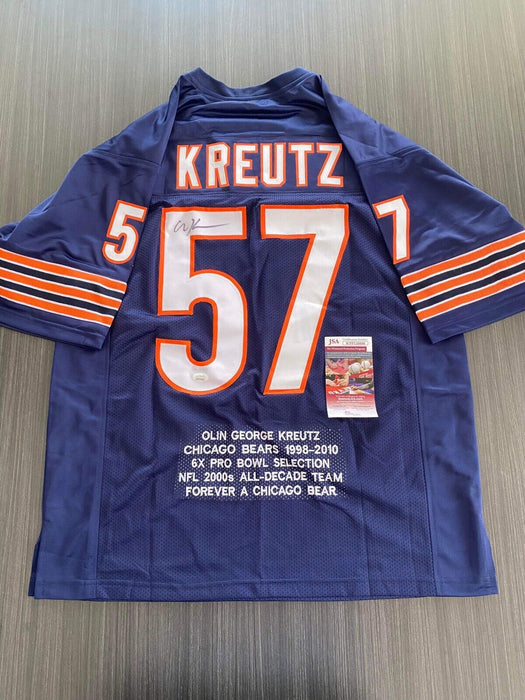 KREUTZ
5 57 7
JSA
OLIN GEORGE KREUTZ
CHICAGO BEARS 1998-2010
6X PRO BOWL SELECTION
NFL 2000s ALL-DECADE TEAM
FOREVER A CHICAGO BEAR